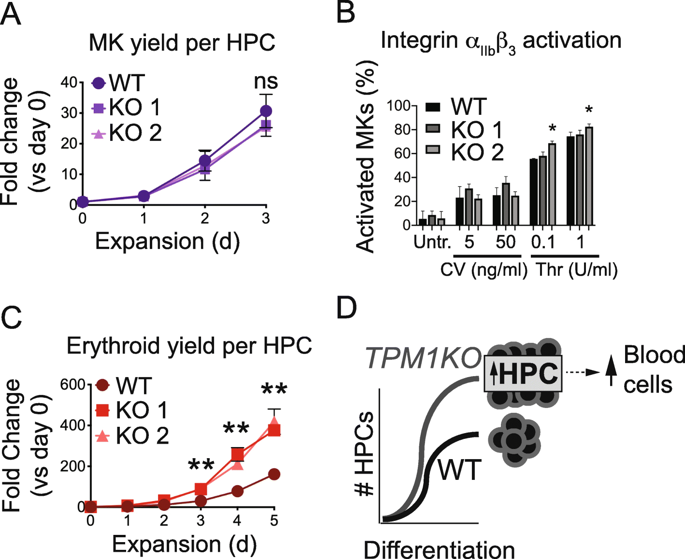 A
MK yield per HPC
Fold change
(vs day 0)
40
30
20
10
0
WT
KO 1
KO 2
ns
0 1 2 3
Expansion (d)
B
Integrin αIIbβ3 activation
Activated MKs (%)
100
80
60
40
20
0
WT
KO 1
KO 2
* *
Untr. 5 50 0.1 1
CV (ng/ml) Thr (U/ml)
C
Erythroid yield per HPC
Fold Change
(vs day 0)
600
400
200
0
WT
KO 1
KO 2
** ** **
0 1 2 3 4 5
Expansion (d)
D
# HPCs
TPM1KO
↑HPC
↑ Blood
cells
WT
Differentiation